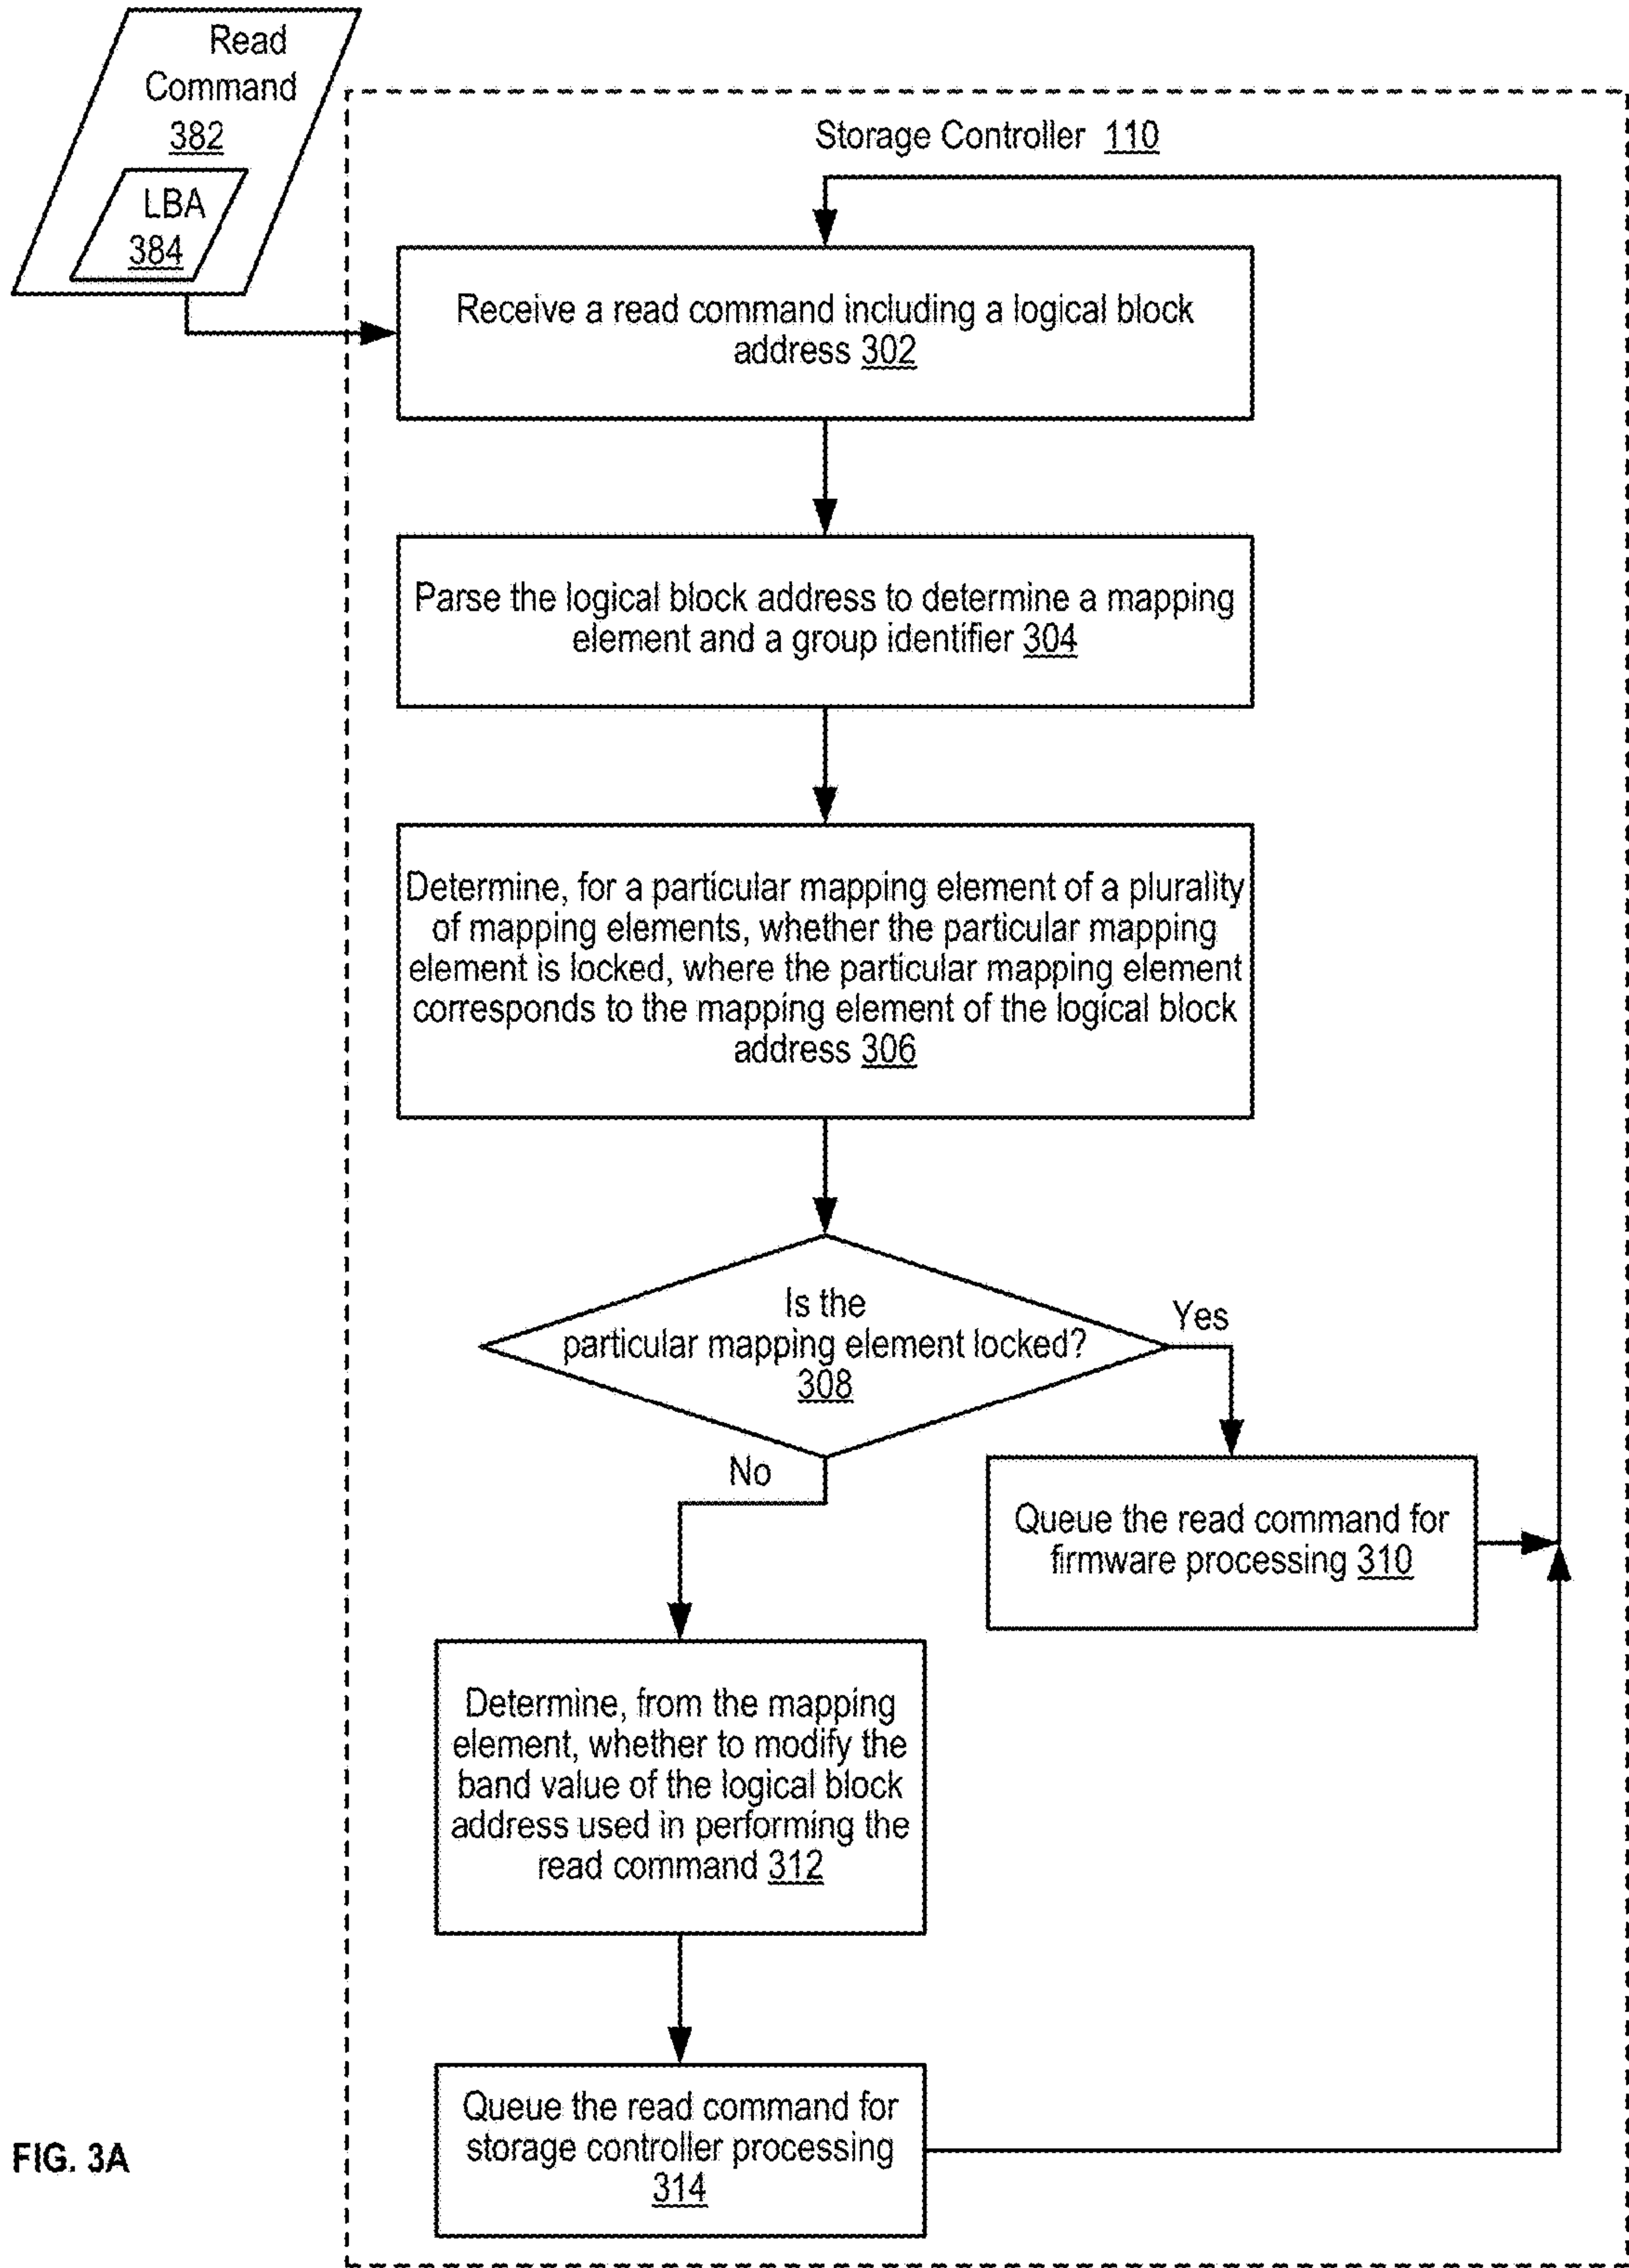 Read
Command
382
LBA
384
Storage Controller 110
Receive a read command including a logical block
address 302
Parse the logical block address to determine a mapping
element and a group identifier 304
Determine, for a particular mapping element of a plurality
of mapping elements, whether the particular mapping
element is locked, where the particular mapping element
corresponds to the mapping element of the logical block
address 306
Is the
particular mapping element locked?
308
Yes
No
Queue the read command for
firmware processing 310
Determine, from the mapping
element, whether to modify the
band value of the logical block
address used in performing the
read command 312
Queue the read command for
storage controller processing
314
FIG. 3A